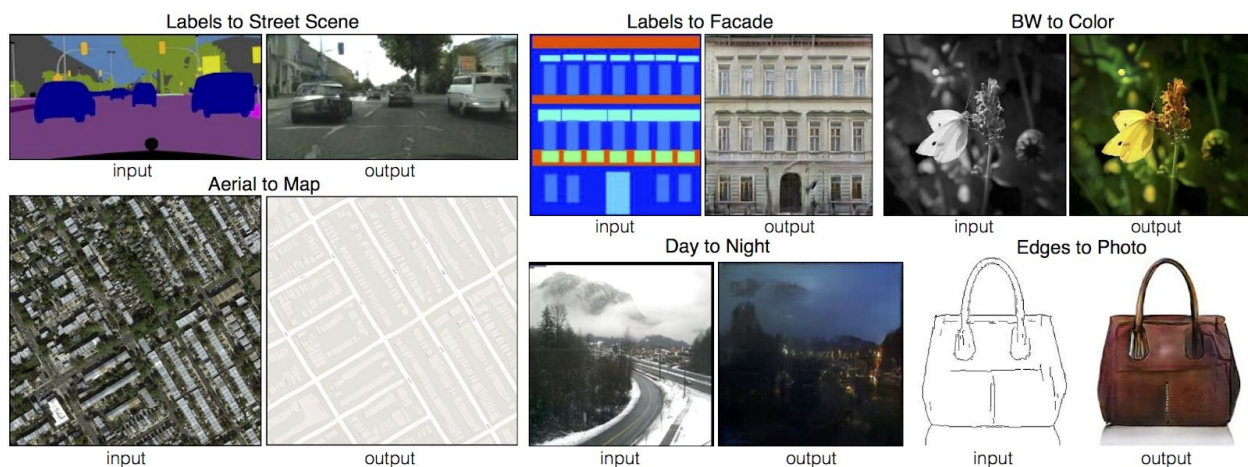 Labels to Street Scene
input
output
Aerial to Map
input
output
Labels to Facade
input
output
BW to Color
input
output
Day to Night
input
output
Edges to Photo
input
output